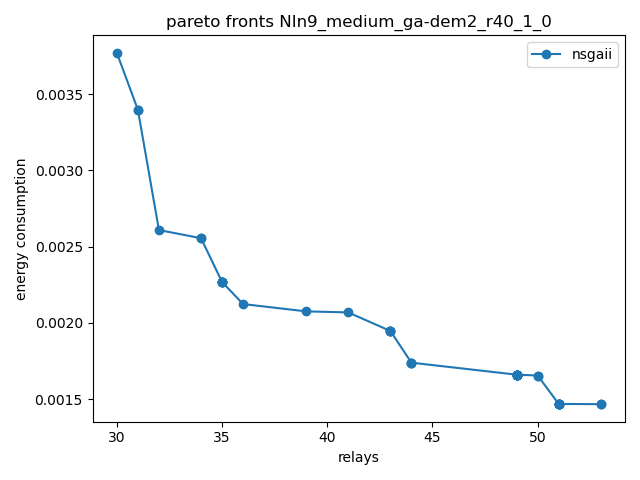 pareto fronts NIn9_medium_ga-dem2_r40_1_0
nsgaii
0.0035
0.0030
0.0025
0.0020
0.0015
energy consumption
30 35 40 45 50
relays